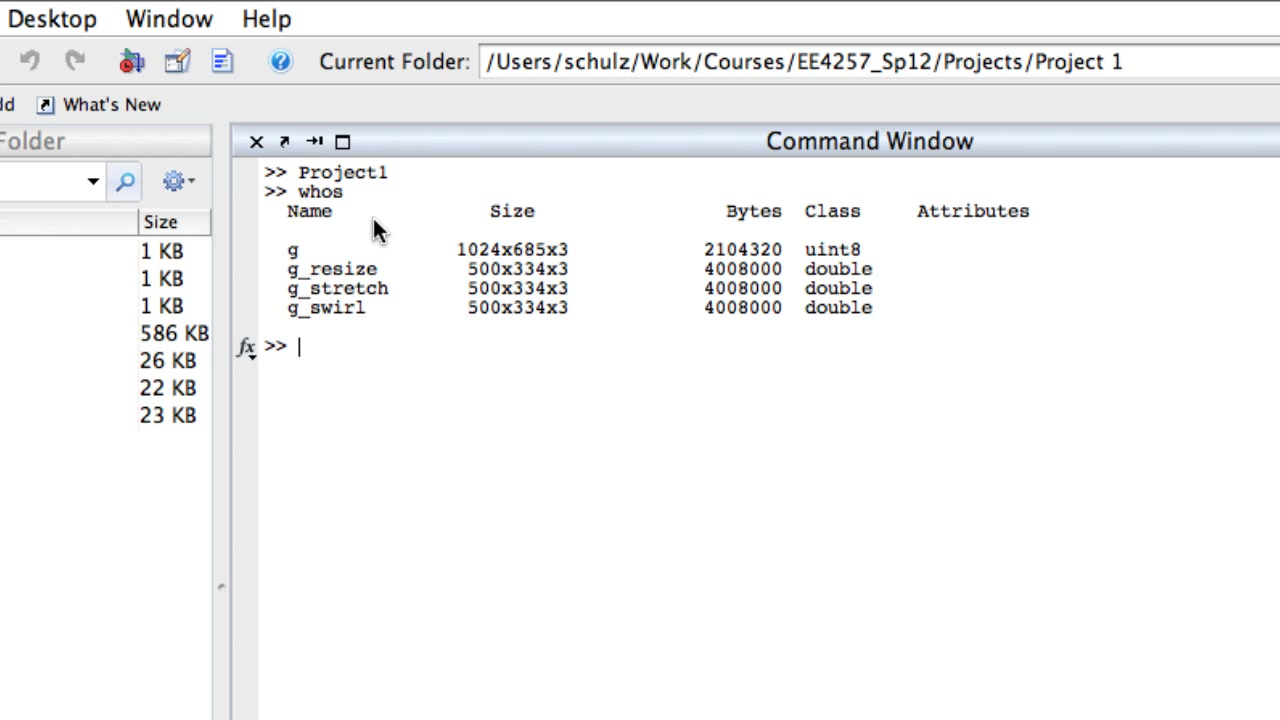 Desktop Window Help
Current Folder: /Users/schulz/Work/Courses/EE4257_Sp12/Projects/Project 1
dd What's New
Folder
Command Window
Size
1 KB
1 KB
1 KB
586 KB
26 KB
22 KB
23 KB
>> Project1
>> whos
Name Size Bytes Class Attributes
g 1024x685x3 2104320 uint8
g_resize 500x334x3 4008000 double
g_stretch 500x334x3 4008000 double
g_swirl 500x334x3 4008000 double
fx >>